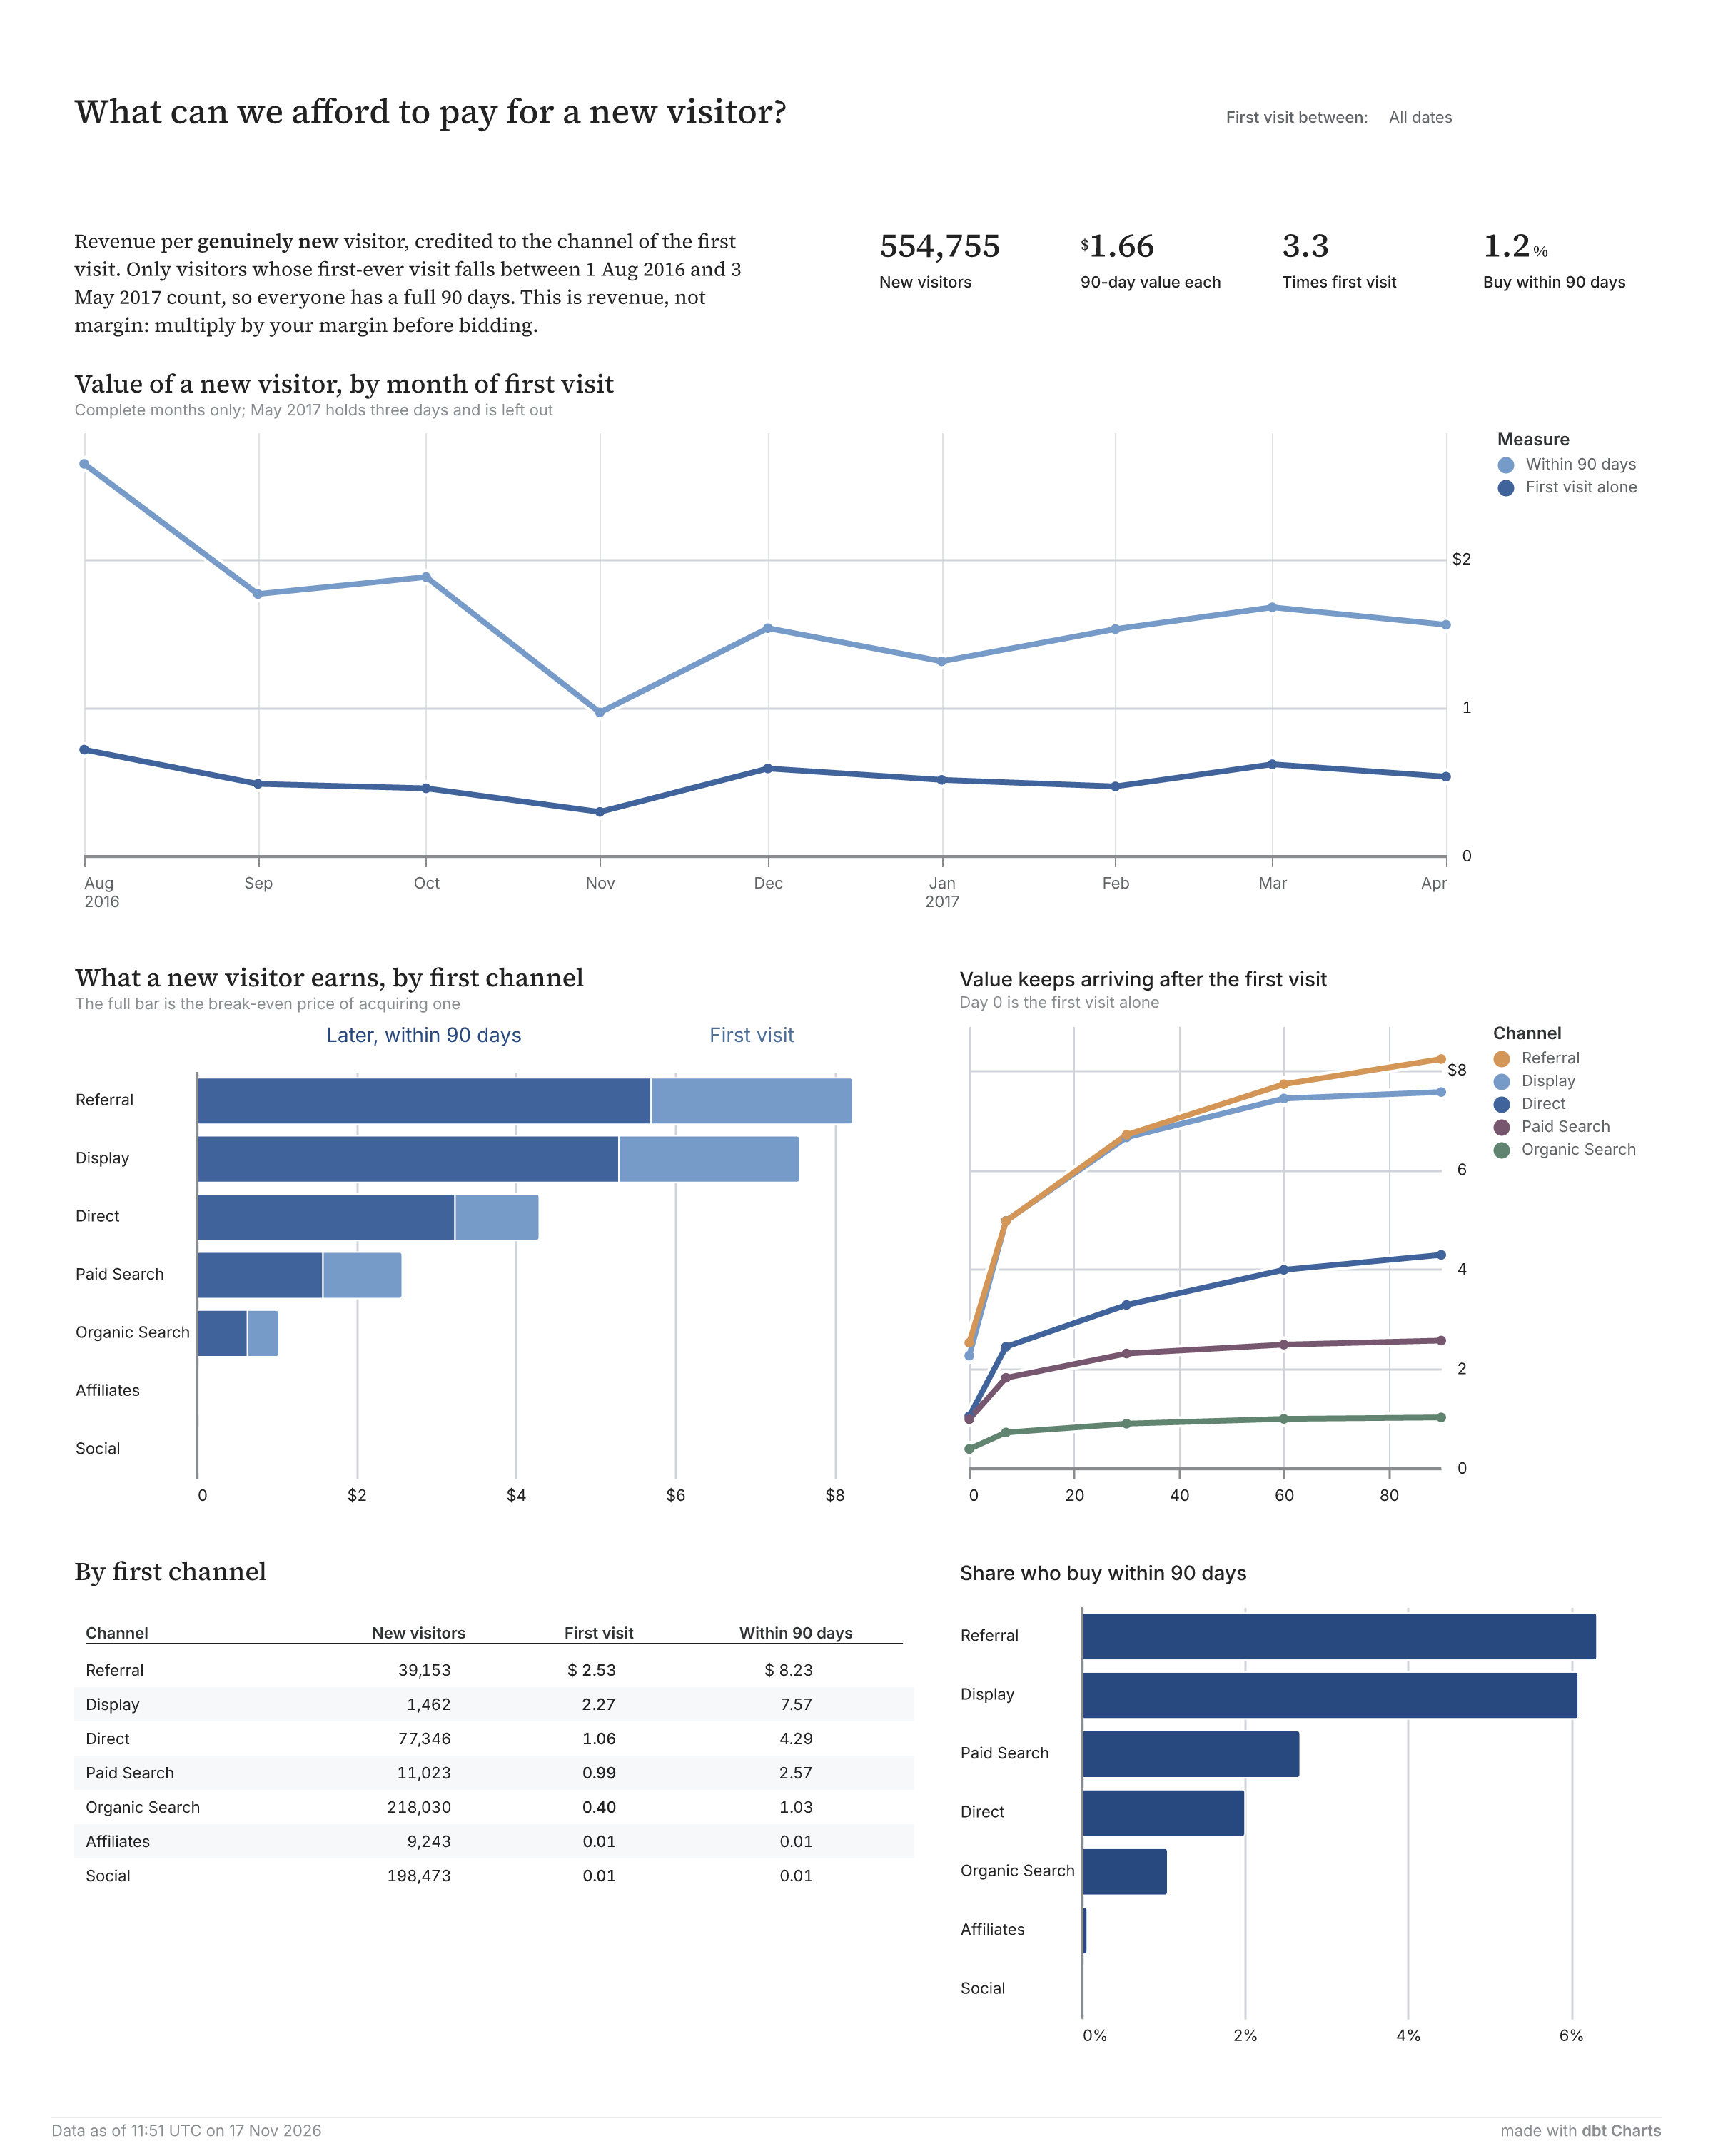 What can we afford to pay for a new visitor?
First visit between: All dates
Revenue per genuinely new visitor, credited to the channel of the first
visit. Only visitors whose first-ever visit falls between 1 Aug 2016 and 3
May 2017 count, so everyone has a full 90 days. This is revenue, not
margin: multiply by your margin before bidding.
554,755
New visitors
$1.66
90-day value each
3.3
Times first visit
1.2%
Buy within 90 days
Value of a new visitor, by month of first visit
Complete months only; May 2017 holds three days and is left out
Measure
Within 90 days
First visit alone
$2
1
0
Aug Sep Oct Nov Dec Jan Feb Mar Apr
2016 2017
What a new visitor earns, by first channel
The full bar is the break-even price of acquiring one
Later, within 90 days First visit
Referral
Display
Direct
Paid Search
Organic Search
Affiliates
Social
0 $2 $4 $6 $8
Value keeps arriving after the first visit
Day 0 is the first visit alone
Channel
Referral
Display
Direct
Paid Search
Organic Search
$8
6
4
2
0
0 20 40 60 80
By first channel
Channel New visitors First visit Within 90 days
Referral 39,153 $ 2.53 $ 8.23
Display 1,462 2.27 7.57
Direct 77,346 1.06 4.29
Paid Search 11,023 0.99 2.57
Organic Search 218,030 0.40 1.03
Affiliates 9,243 0.01 0.01
Social 198,473 0.01 0.01
Share who buy within 90 days
Referral
Display
Paid Search
Direct
Organic Search
Affiliates
Social
0% 2% 4% 6%
Data as of 11:51 UTC on 17 Nov 2026
made with dbt Charts